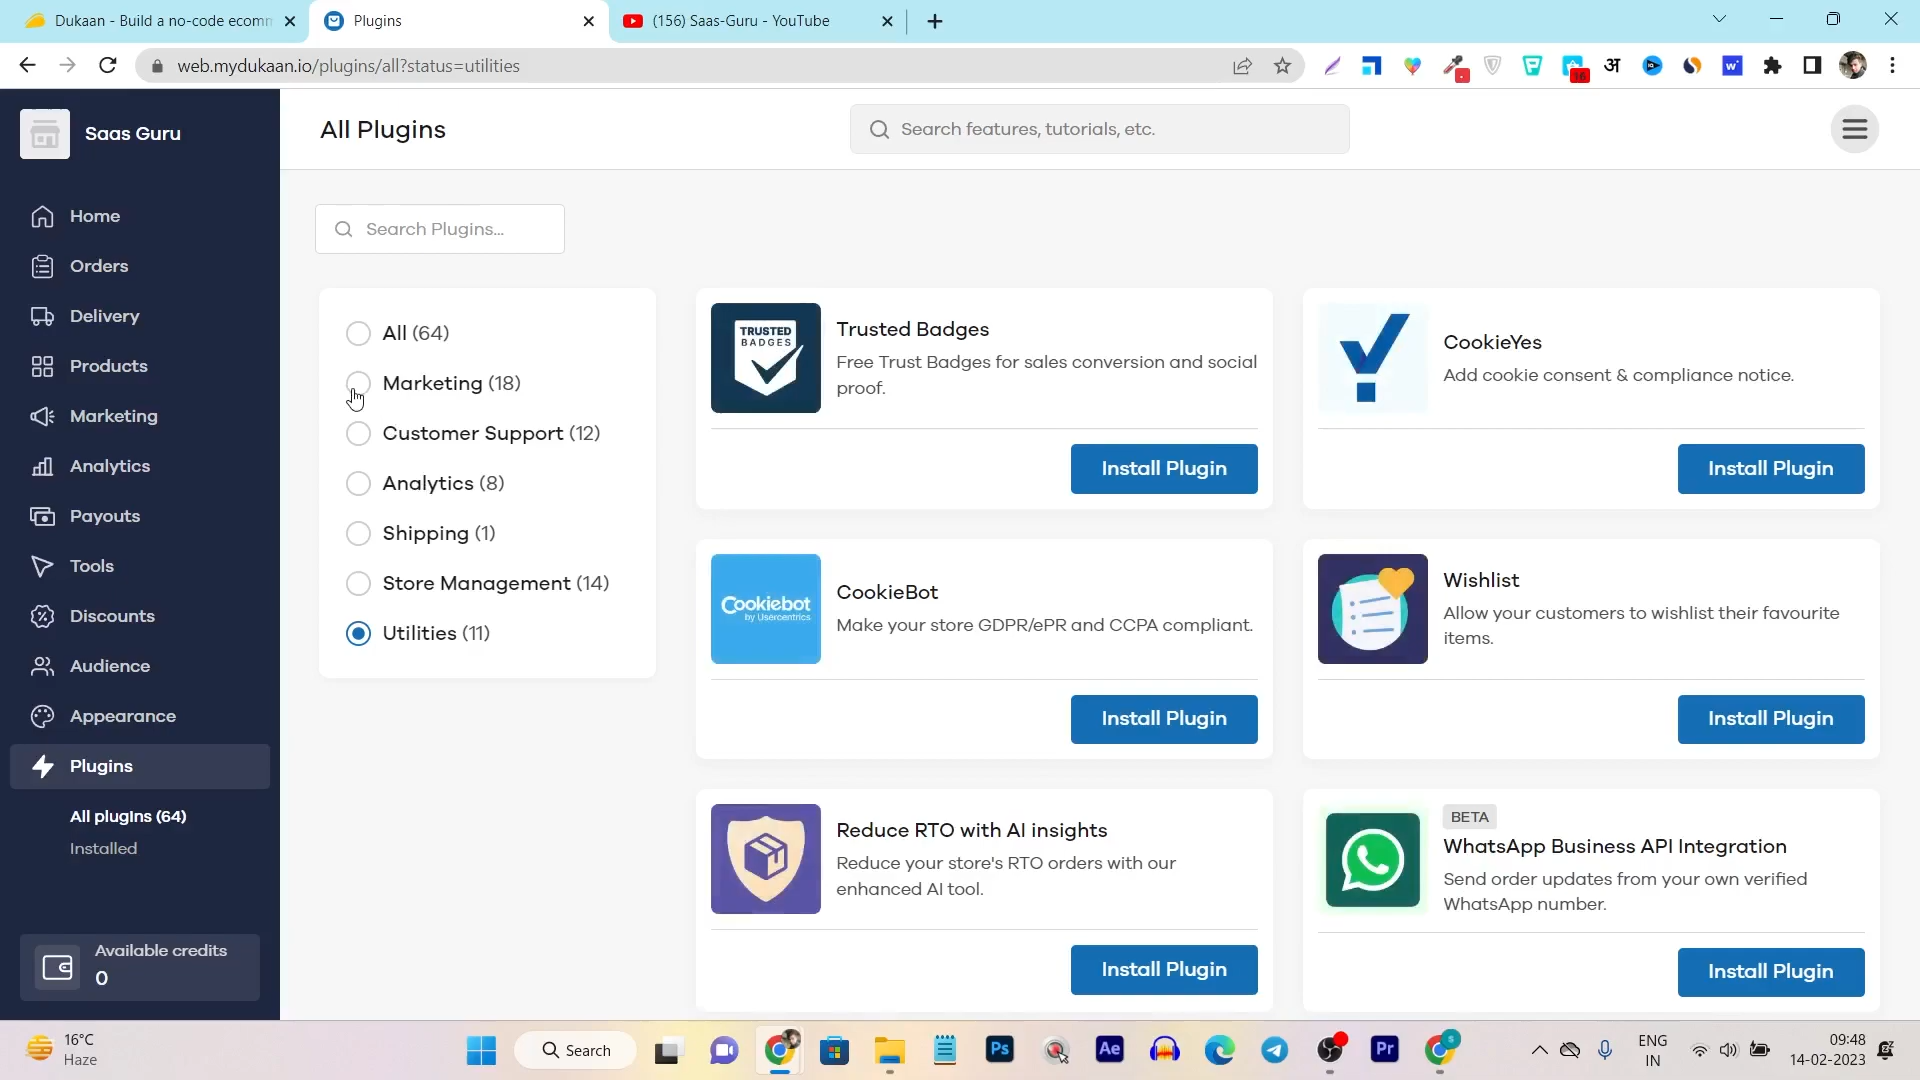 Dukaan - Build a no-code ecomm
Plugins
(156) Saas-Guru - YouTube
web.mydukaan.io/plugins/all?status=utilities
16
अ
w
Saas Guru
All Plugins
Search features, tutorials, etc.
Home
Orders
Delivery
Products
Marketing
Analytics
Payouts
Tools
Discounts
Audience
Appearance
Plugins
All plugins (64)
Installed
Available credits
0
Search Plugins...
All (64)
Marketing (18)
Customer Support (12)
Analytics (8)
Shipping (1)
Store Management (14)
Utilities (11)
TRUSTED
BADGES
Trusted Badges
Free Trust Badges for sales conversion and social
proof.
Install Plugin
CookieYes
Add cookie consent & compliance notice.
Install Plugin
Cookiebot
by Usercentrics
CookieBot
Make your store GDPR/ePR and CCPA compliant.
Install Plugin
Wishlist
Allow your customers to wishlist their favourite
items.
Install Plugin
Reduce RTO with AI insights
Reduce your store's RTO orders with our
enhanced AI tool.
Install Plugin
BETA
WhatsApp Business API Integration
Send order updates from your own verified
WhatsApp number.
Install Plugin
16°C
Haze
Search
Ps
Ae
Pr
S
ENG
IN
09:48
14-02-2023